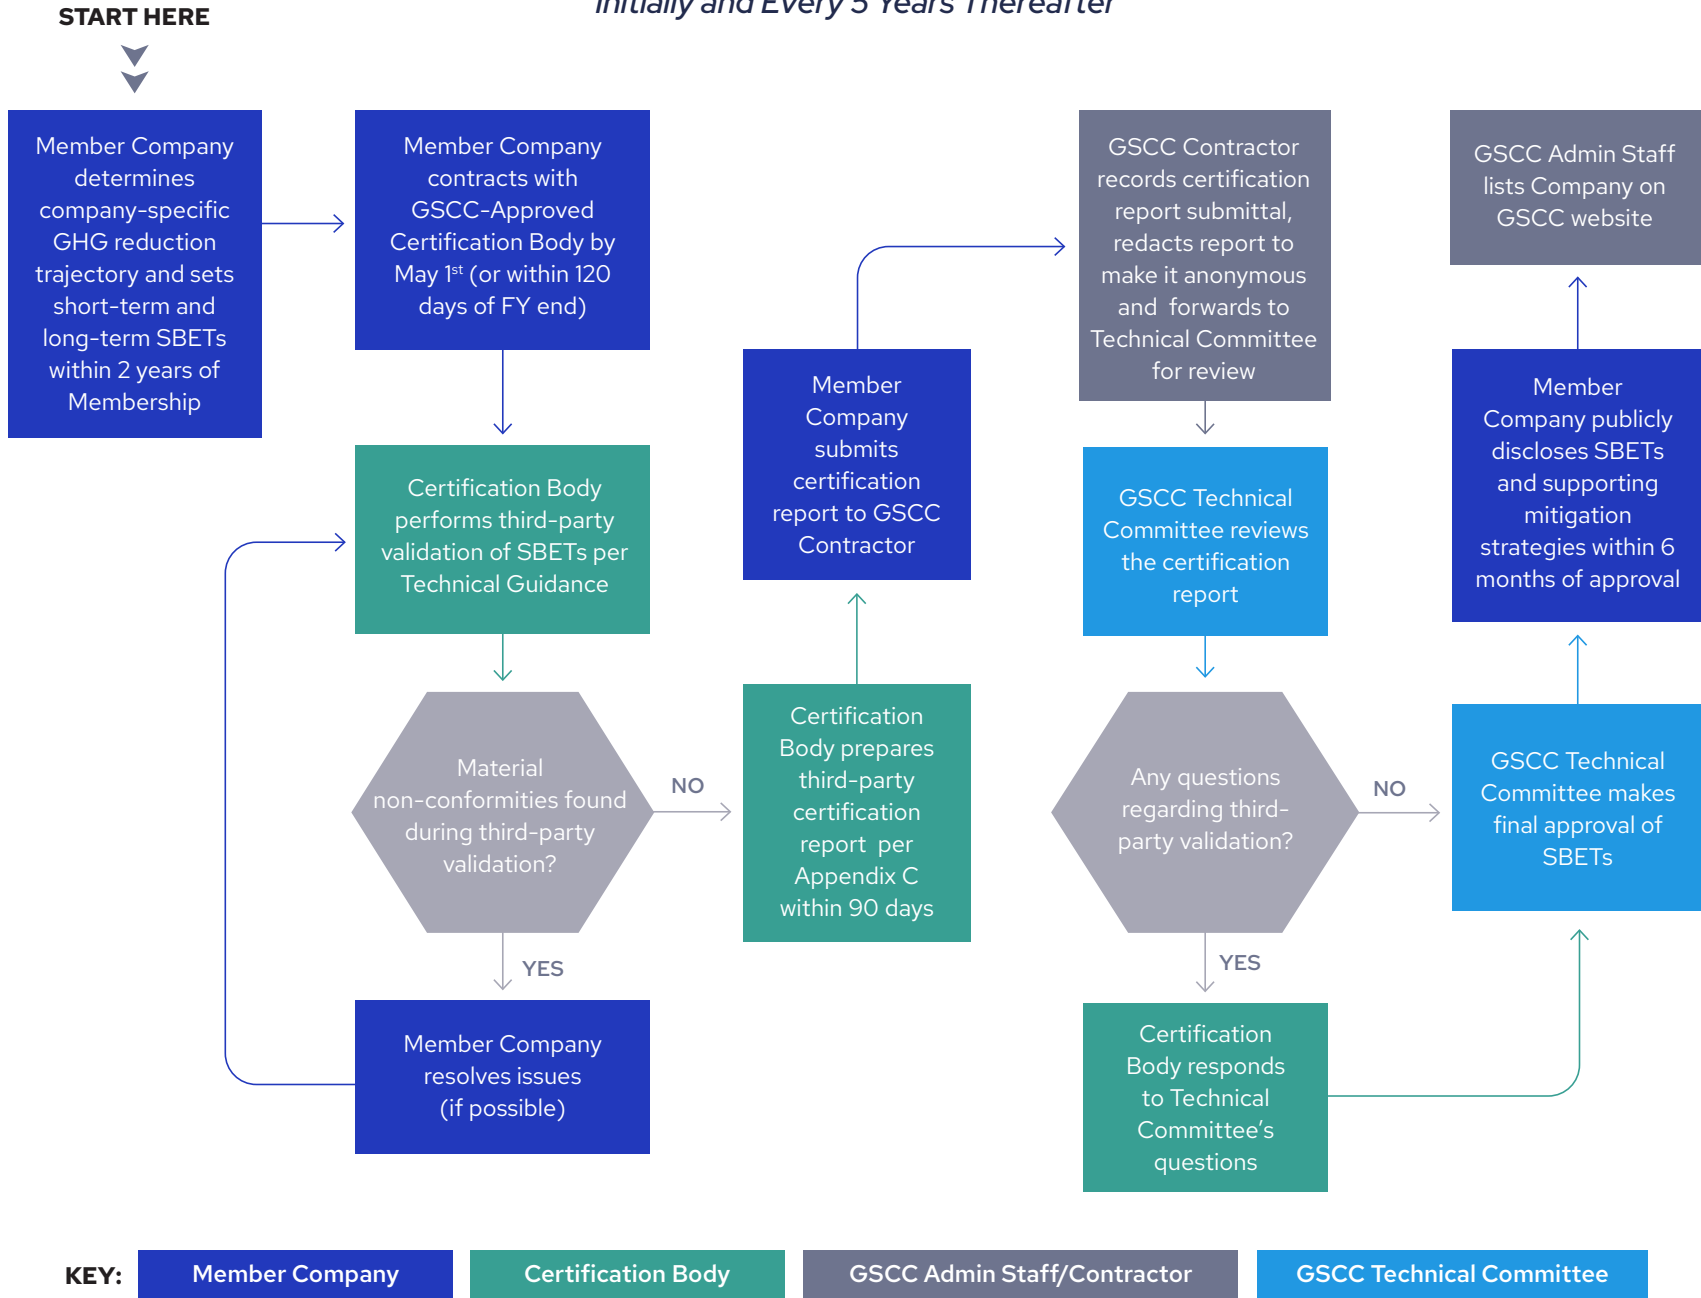 Initially and Every 5 Years Thereafter
START HERE
Member Company
determines
company-specific
GHG reduction
trajectory and sets
short-term and
long-term SBETs
within 2 years of
Membership
Member Company
contracts with
GSCC-Approved
Certification Body by
May 1st (or within 120
days of FY end)
Certification Body
performs third-party
validation of SBETs per
Technical Guidance
Material
non-conformities found
during third-party
validation?
YES
Member Company
resolves issues
(if possible)
NO
Certification
Body prepares
third-party
certification
report per
Appendix C
within 90 days
Member
Company
submits
certification
report to GSCC
Contractor
GSCC Contractor
records certification
report submittal,
redacts report to
make it anonymous
and forwards to
Technical Committee
for review
GSCC Technical
Committee reviews
the certification
report
Any questions
regarding third-
party validation?
YES
Certification
Body responds
to Technical
Committee’s
questions
NO
GSCC Technical
Committee makes
final approval of
SBETs
Member
Company publicly
discloses SBETs
and supporting
mitigation
strategies within 6
months of approval
GSCC Admin Staff
lists Company on
GSCC website
KEY:
Member Company
Certification Body
GSCC Admin Staff/Contractor
GSCC Technical Committee